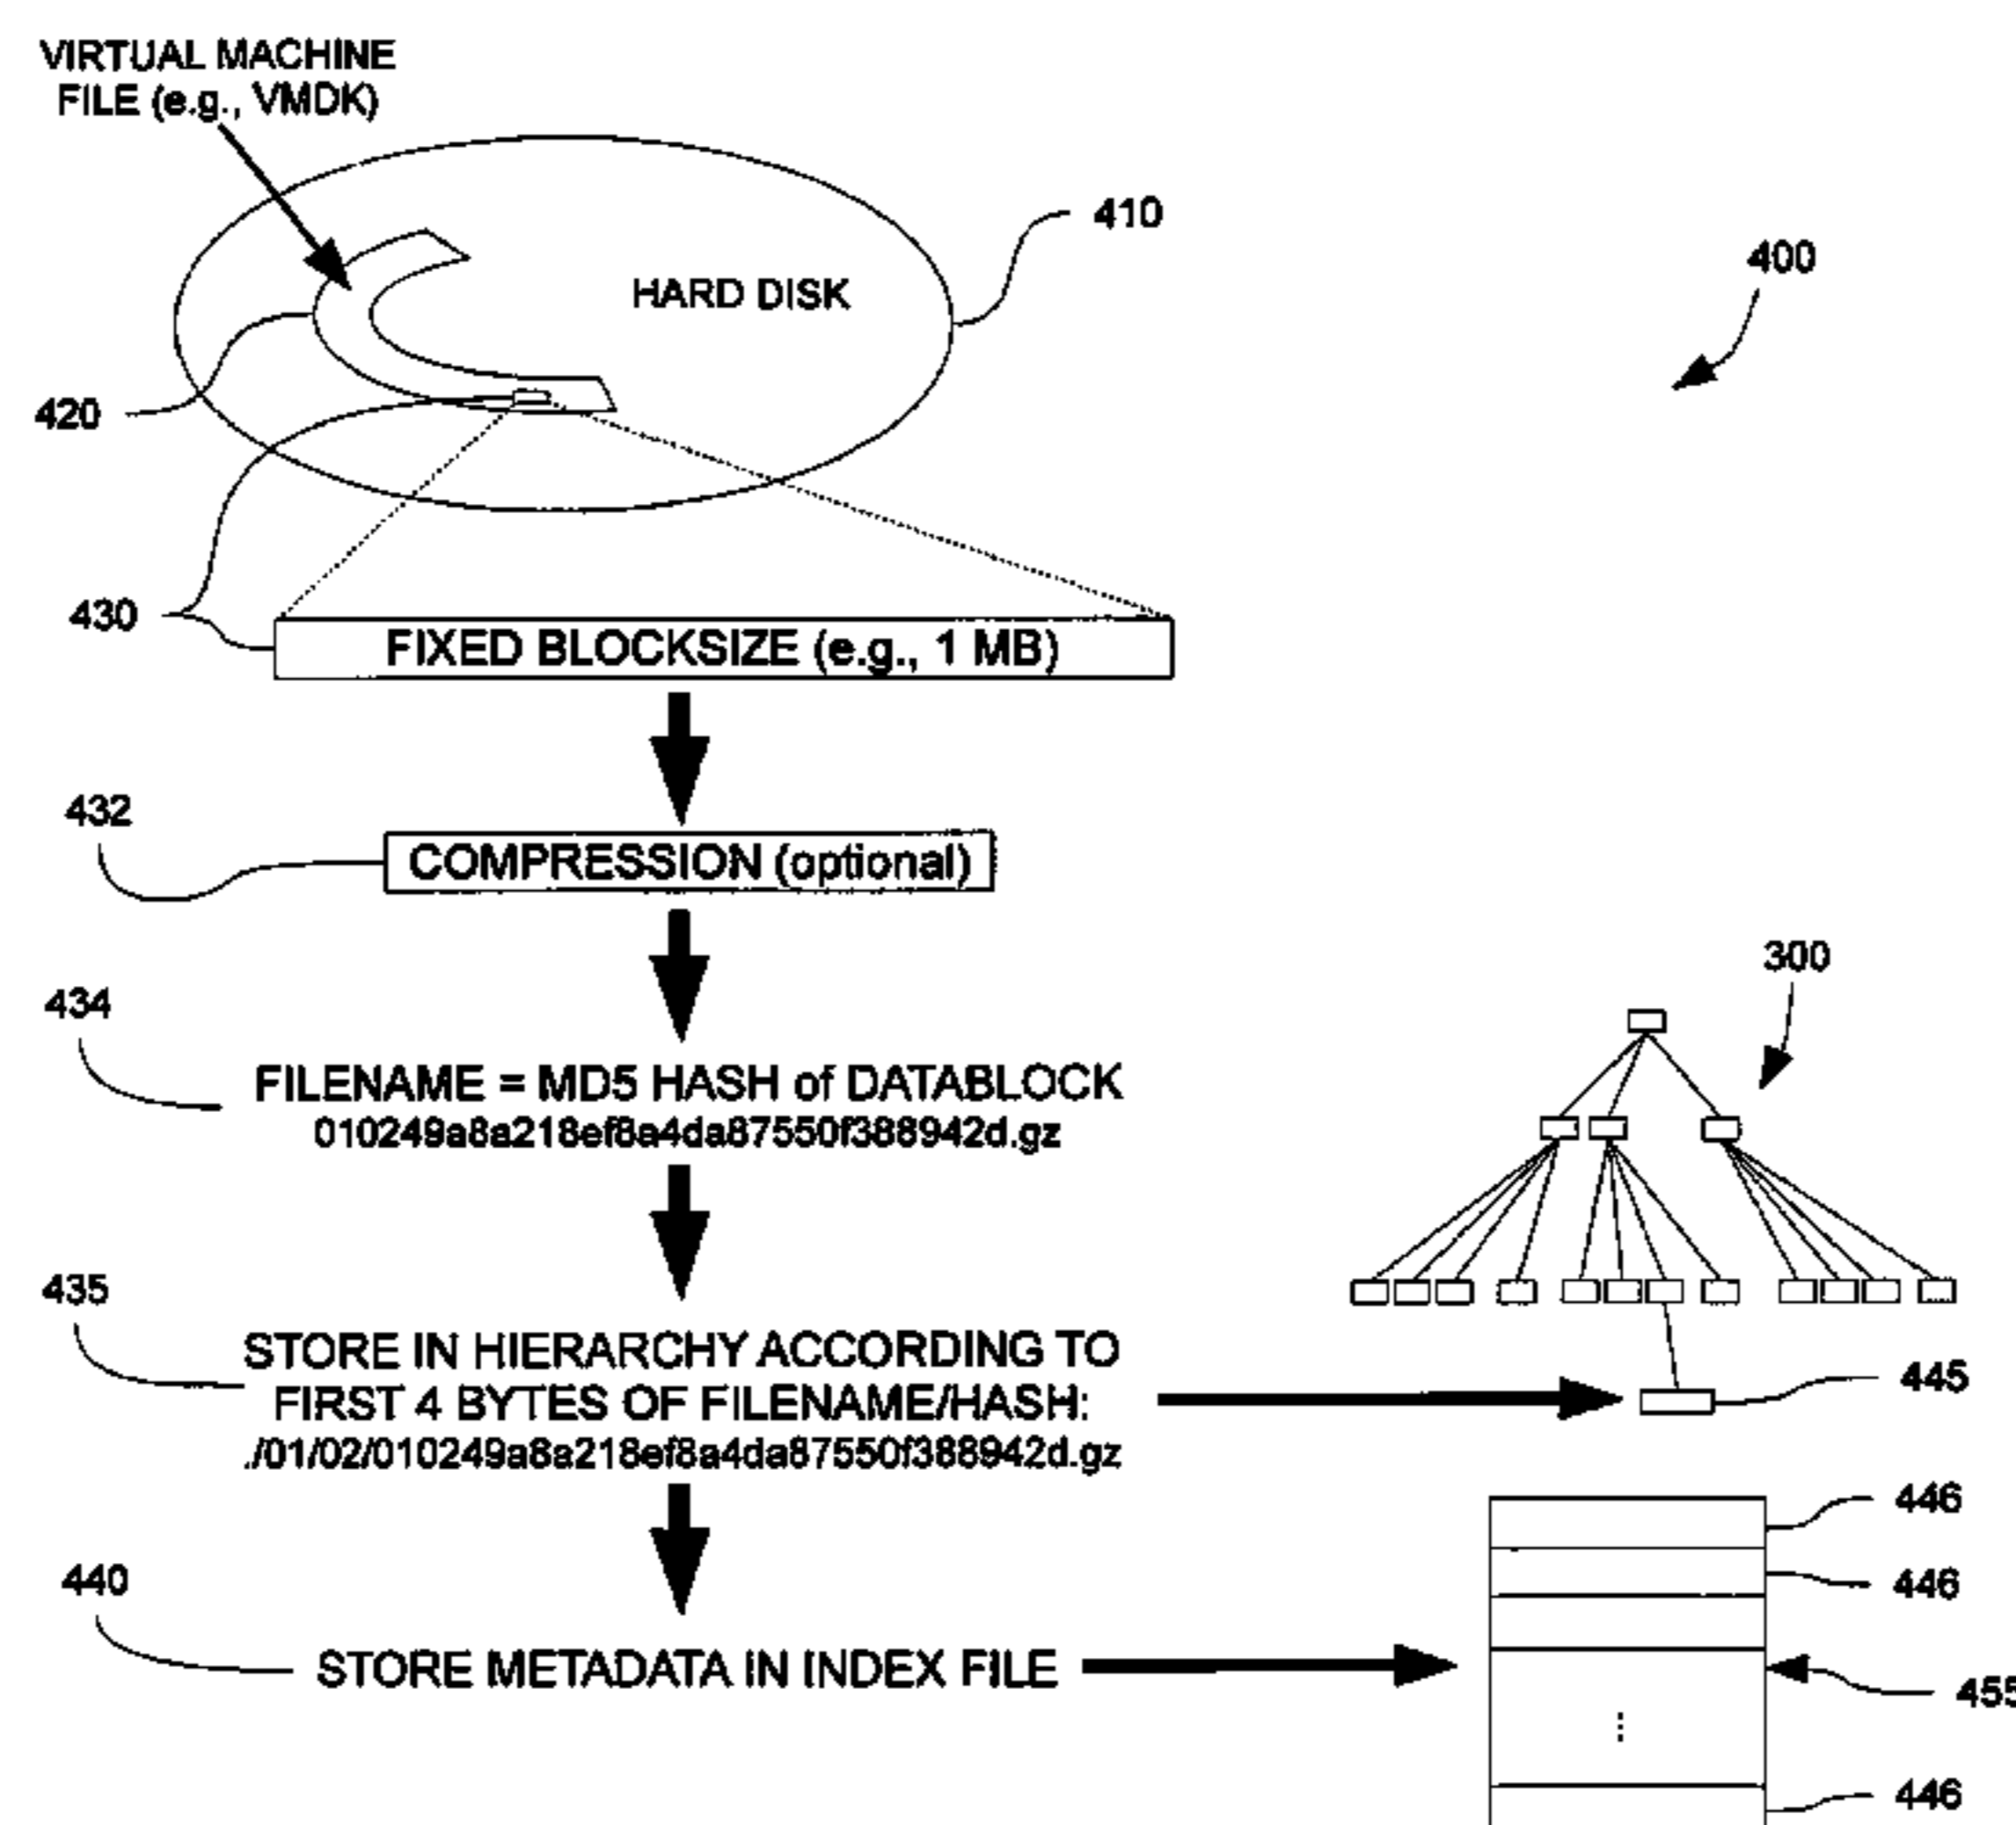 VIRTUAL MACHINE
FILE (e.g., VMDK)
410
400
HARD DISK
420
430
FIXED BLOCKSIZE (e.g., 1 MB)
432
COMPRESSION (optional)
300
434
FILENAME = MD5 HASH of DATABLOCK
010249a8a218ef8a4da87550f388942d.gz
435
STORE IN HIERARCHY ACCORDING TO
FIRST 4 BYTES OF FILENAME/HASH:
./01/02/010249a8a218ef8a4da87550f388942d.gz
445
446
446
440
STORE METADATA IN INDEX FILE
455
⋮
446